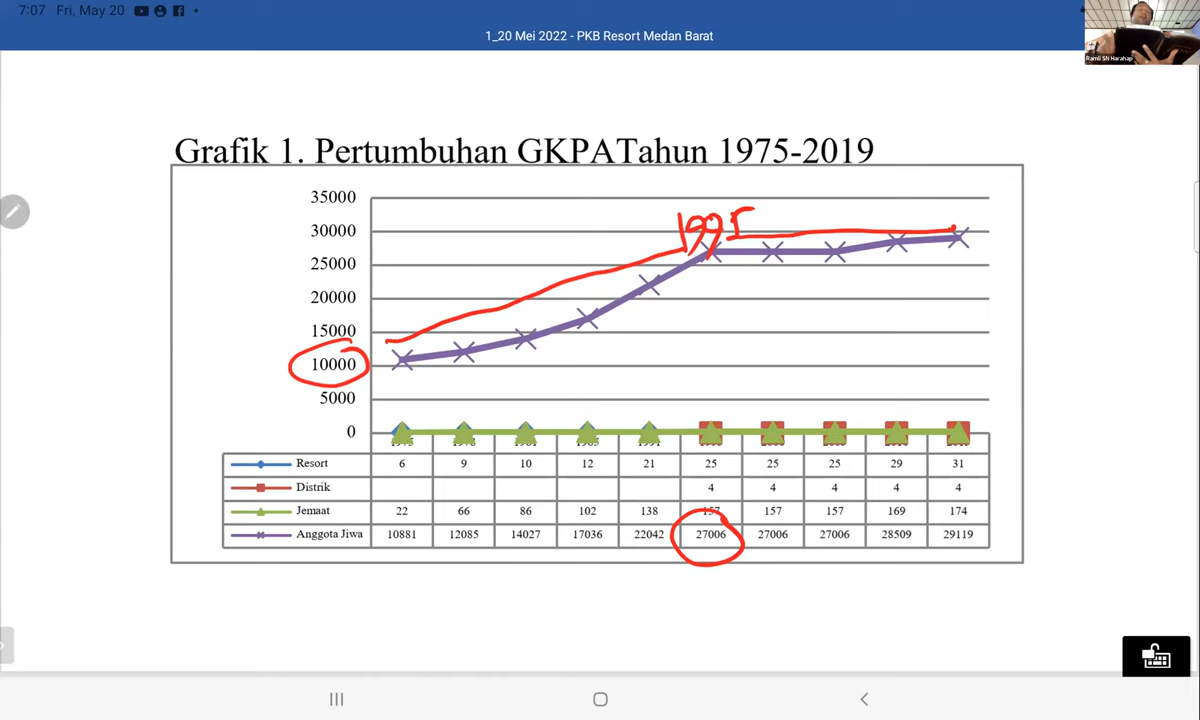 7:07 Fri, May 20
1_20 Mei 2022 - PKB Resort Medan Barat
Ramli SN Harahap
Grafik 1. Pertumbuhan GKPATahun 1975-2019
35000
30000
25000
20000
15000
10000
5000
0
1995
Resort 6 9 10 12 21 25 25 25 29 31
Distrik 4 4 4 4 4
Jemaat 22 66 86 102 138 157 157 157 169 174
Anggota Jiwa 10881 12085 14027 17036 22042 27006 27006 27006 28509 29119